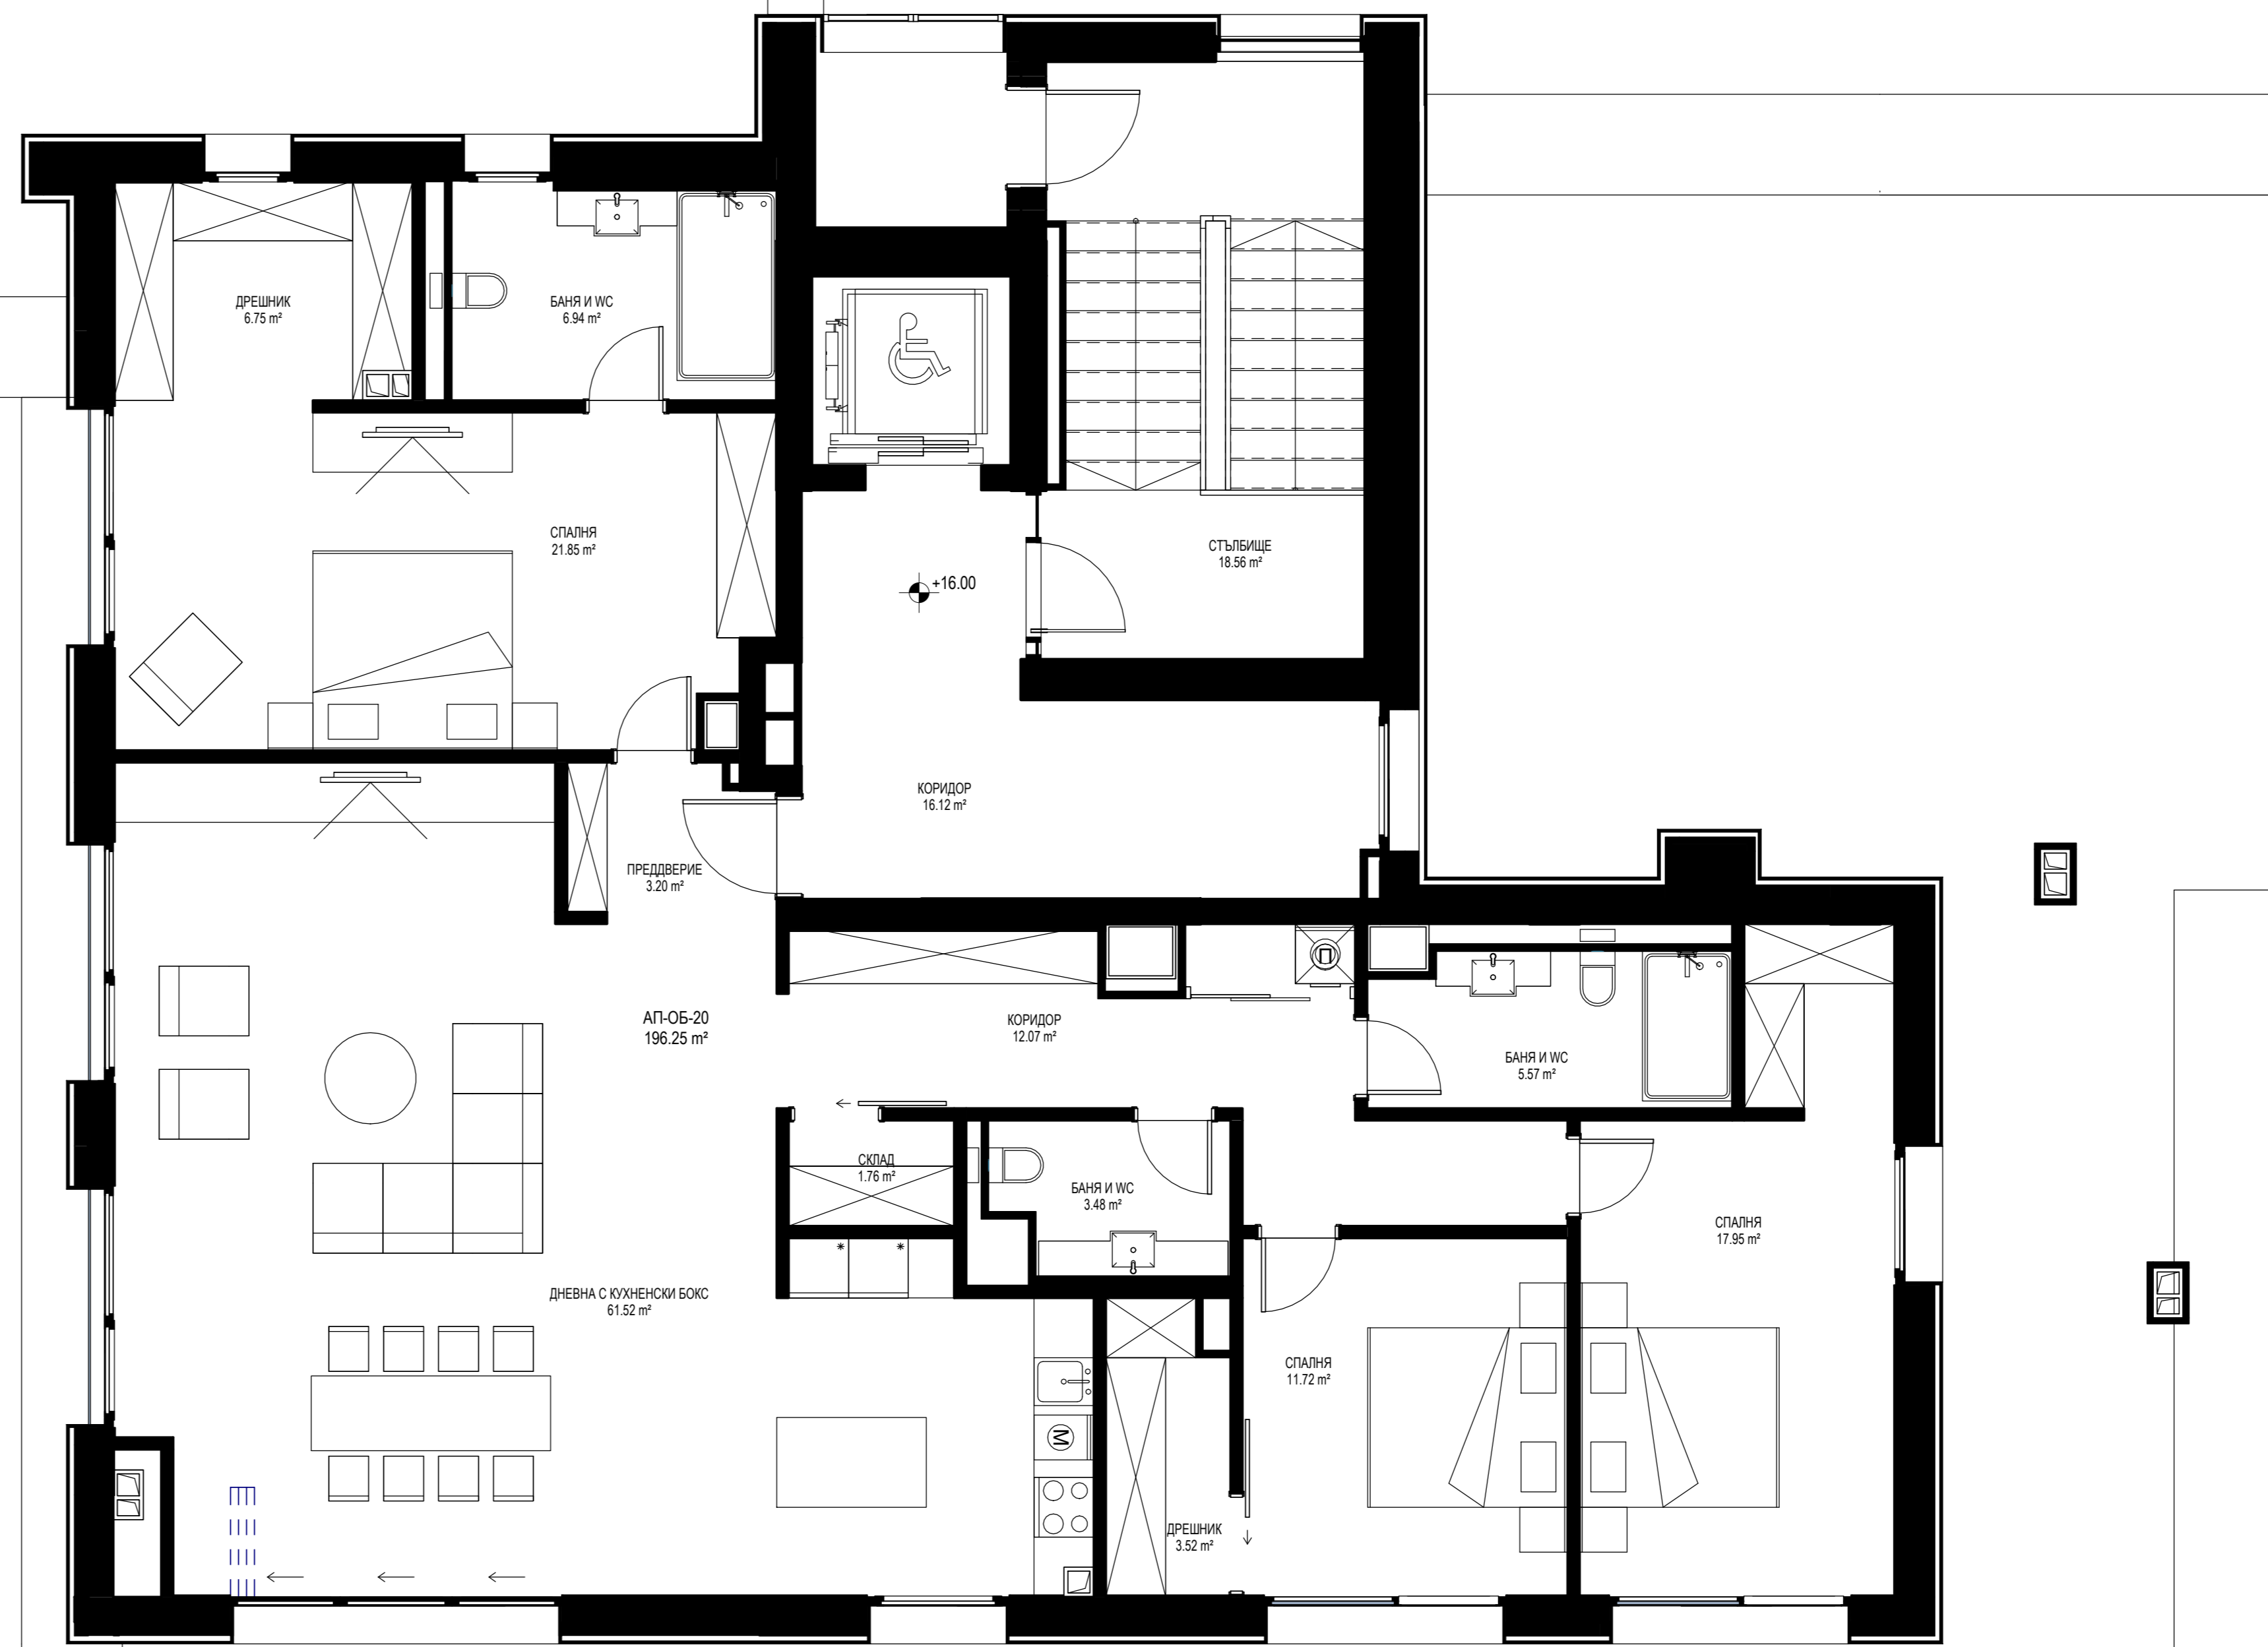 ДРЕШНИК
6.75 m²
БАНЯ И WC
6.94 m²
СПАЛНЯ
21.85 m²
СТЪЛБИЩЕ
18.56 m²
+16.00
КОРИДОР
16.12 m²
ПРЕДДВЕРИЕ
3.20 m²
АП-ОБ-20
196.25 m²
КОРИДОР
12.07 m²
П
БАНЯ И WC
5.57 m²
СКЛАД
1.76 m²
БАНЯ И WC
3.48 m²
СПАЛНЯ
17.95 m²
ДНЕВНА С КУХНЕНСКИ БОКС
61.52 m²
СПАЛНЯ
11.72 m²
M
ДРЕШНИК
3.52 m²